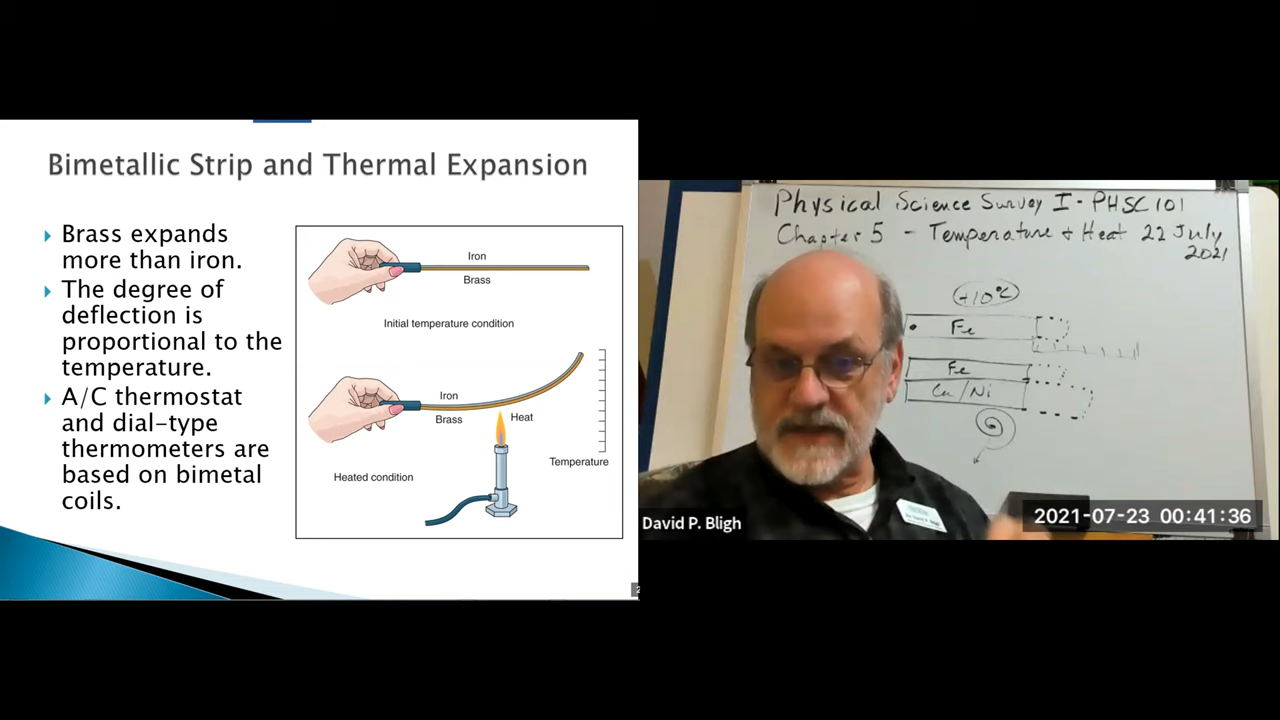 Bimetallic Strip and Thermal Expansion
Brass expands
more than iron.
The degree of
deflection is
proportional to the
temperature.
A/C thermostat
and dial-type
thermometers are
based on bimetal
coils.
Iron
Brass
Initial temperature condition
Iron
Brass
Heat
Temperature
Heated condition
Physical Science Survey I - PHSC 101
Chapter 5 - Temperature + Heat 22 July
2021
+10°C
Fe
Fe
Cu/Ni
David P. Bligh
2021-07-23 00:41:36